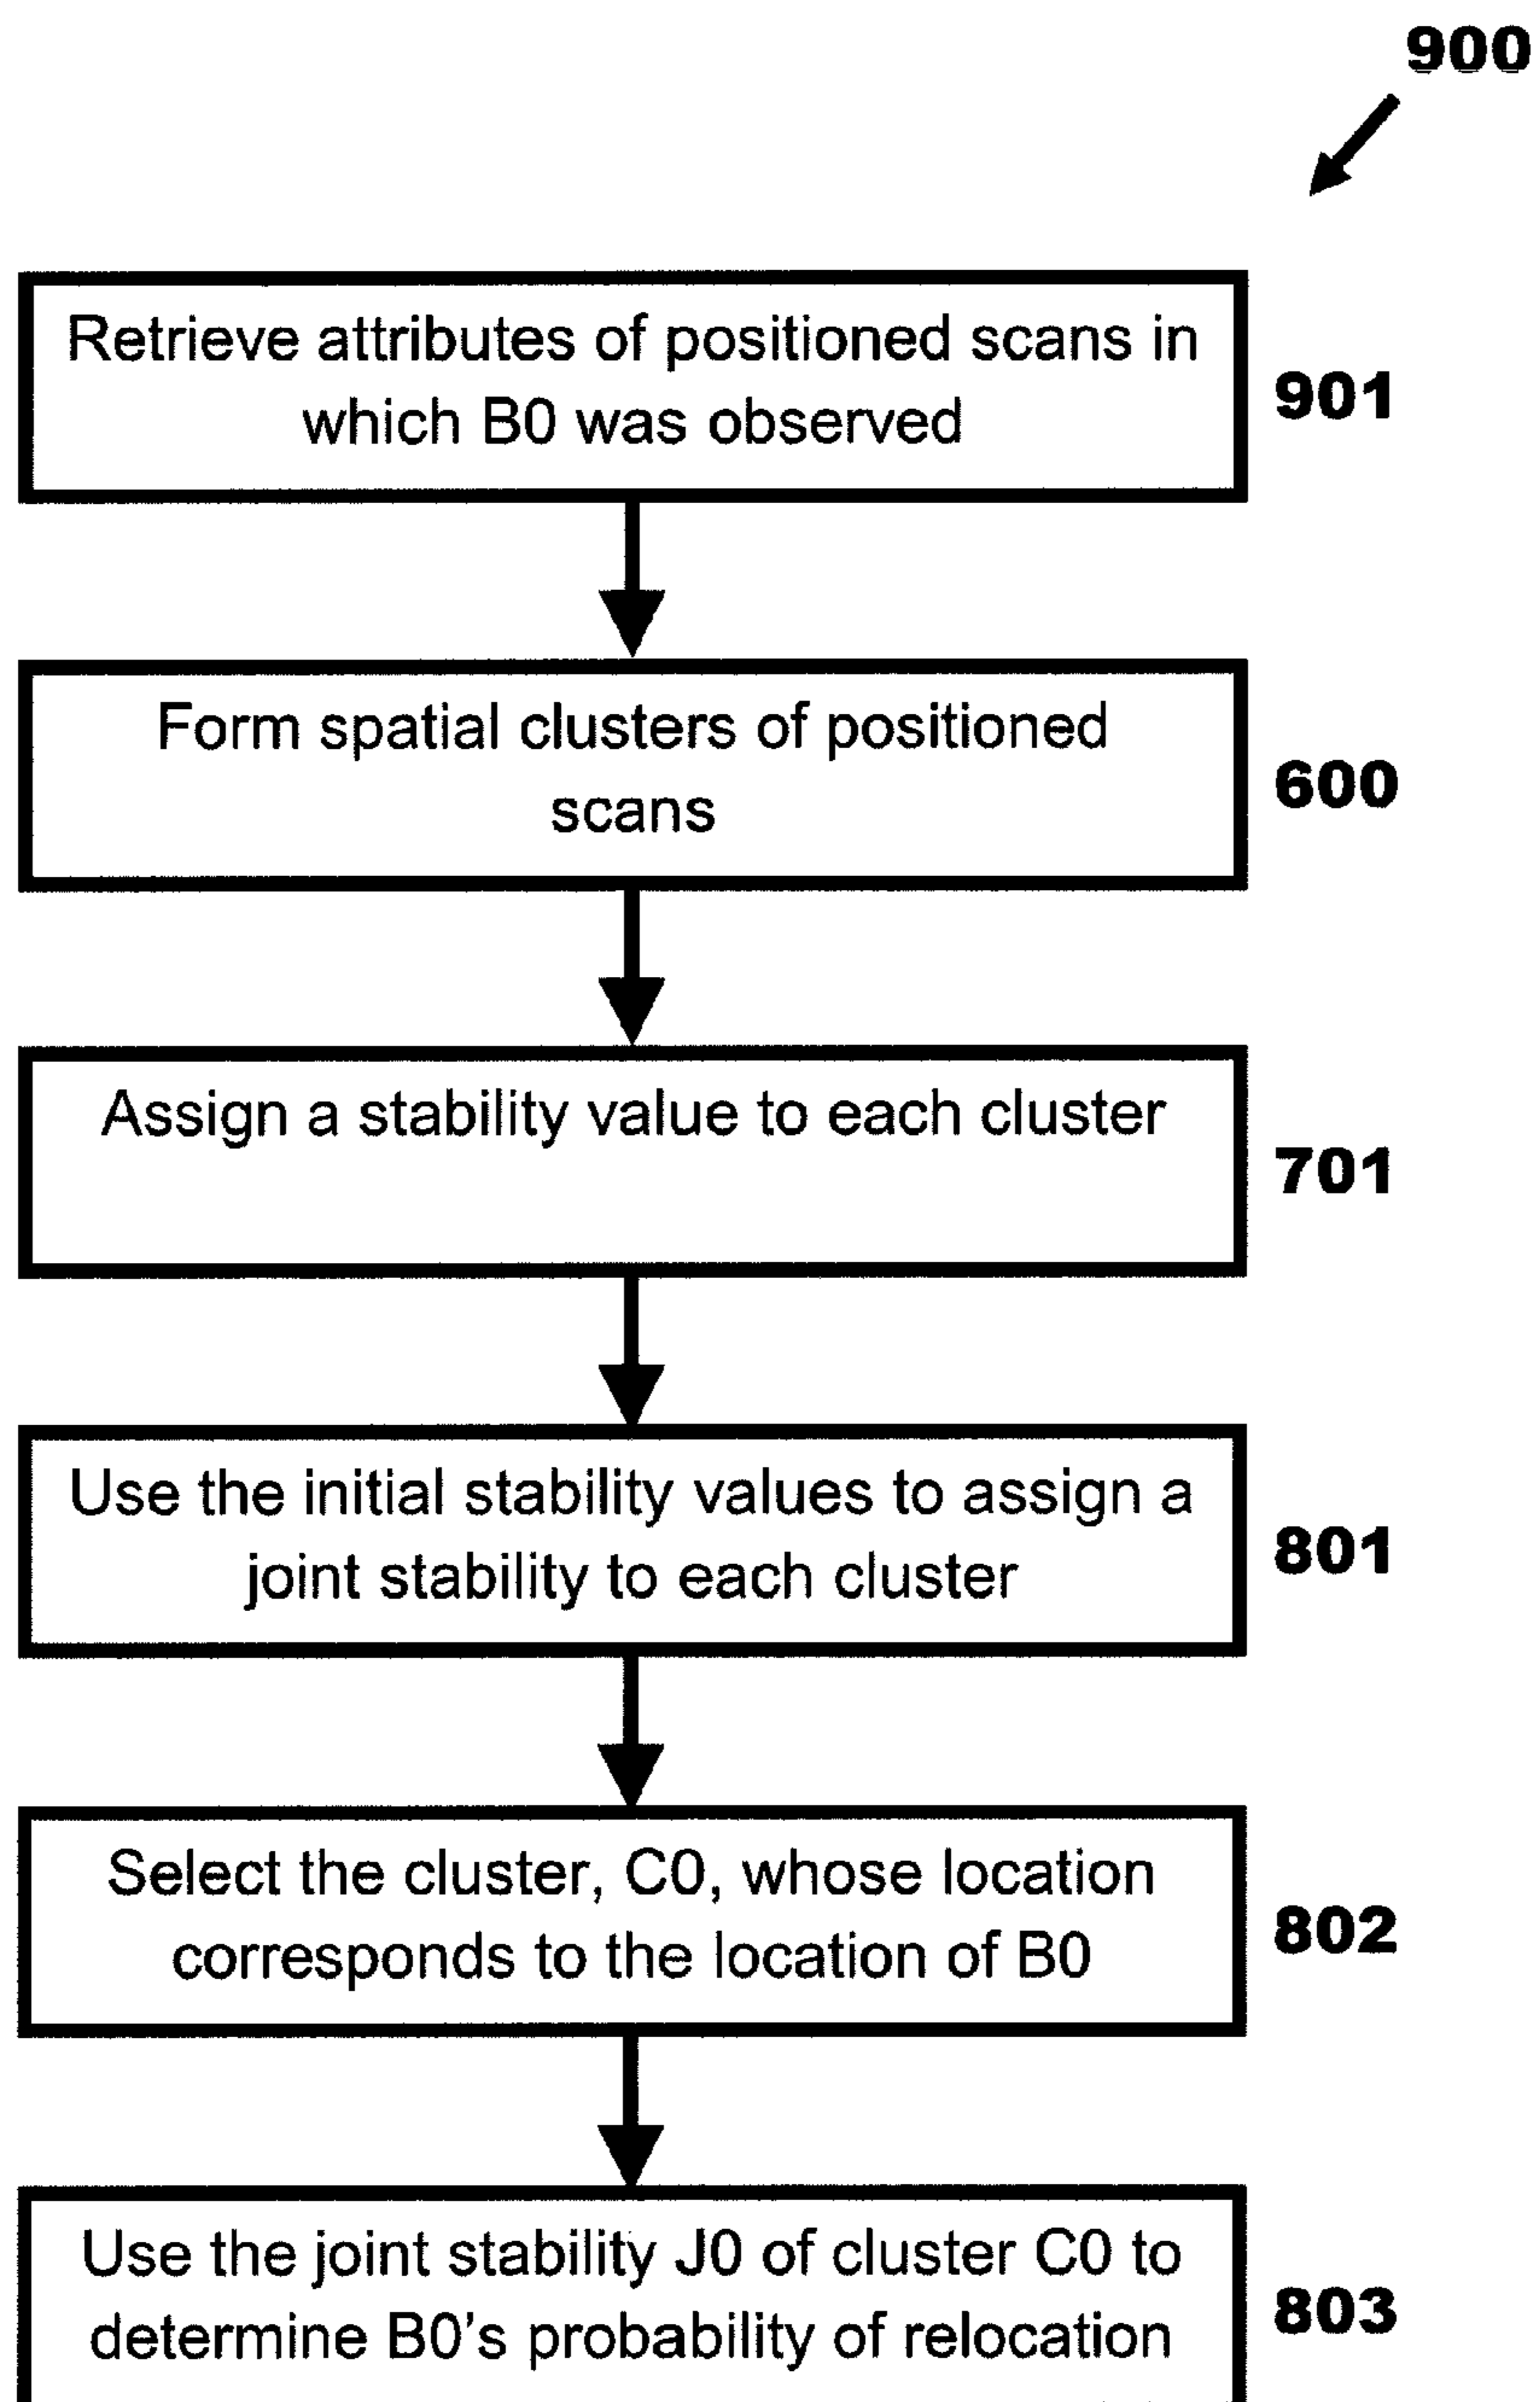 900
Retrieve attributes of positioned scans in
which B0 was observed
901
Form spatial clusters of positioned
scans
600
Assign a stability value to each cluster
701
Use the initial stability values to assign a
joint stability to each cluster
801
Select the cluster, C0, whose location
corresponds to the location of B0
802
Use the joint stability J0 of cluster C0 to
determine B0's probability of relocation
803